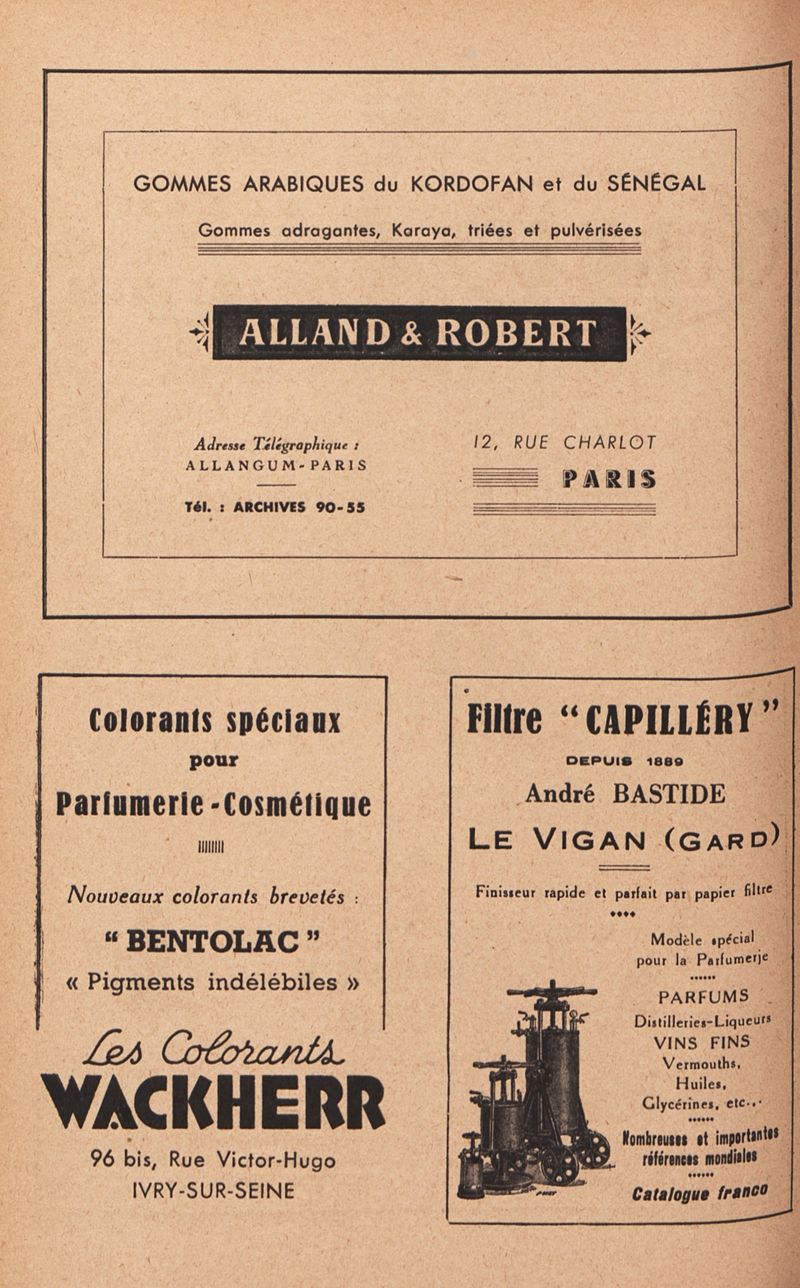 GOMMES ARABIQUES du KORDOFAN et du SÉNÉGAL
Gommes adragantes, Karaya, triées et pulvérisées
ALLAND & ROBERT
Adresse Télégraphique :
ALLANGUM-PARIS
Tél. : ARCHIVES 90-55
12, RUE CHARLOT
PARIS
Colorants spéciaux
pour
Parfumerie-Cosmétique
Nouveaux colorants brevetés :
“ BENTOLAC ”
« Pigments indélébiles »
Les Colorants
WACKHERR
96 bis, Rue Victor-Hugo
IVRY-SUR-SEINE
Filtre “ CAPILLÉRY ”
DEPUIS 1889
André BASTIDE
LE VIGAN (GARD)
Finisseur rapide et parfait par papier filtre
Modèle spécial
pour la Parfumerie
PARFUMS
Distilleries-Liqueurs
VINS FINS
Vermouths,
Huiles,
Glycérines, etc...
Nombreuses et importantes
références mondiales
Catalogue franco